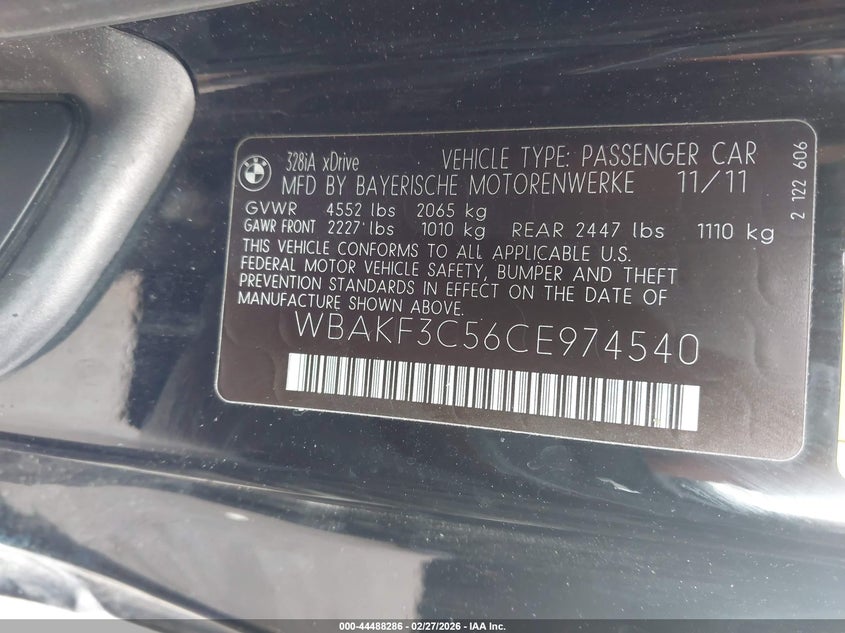 BMW
328iA xDrive VEHICLE TYPE: PASSENGER CAR
MFD BY BAYERISCHE MOTORENWERKE 11/11
GVWR 4552 lbs 2065 kg
GAWR FRONT 2227 lbs 1010 kg REAR 2447 lbs 1110 kg
THIS VEHICLE CONFORMS TO ALL APPLICABLE U.S.
FEDERAL MOTOR VEHICLE SAFETY, BUMPER AND THEFT
PREVENTION STANDARDS IN EFFECT ON THE DATE OF
MANUFACTURE SHOWN ABOVE.
WBAKF3C56CE974540
2 122 606
000-44488286 - 02/27/2026 - IAA Inc.